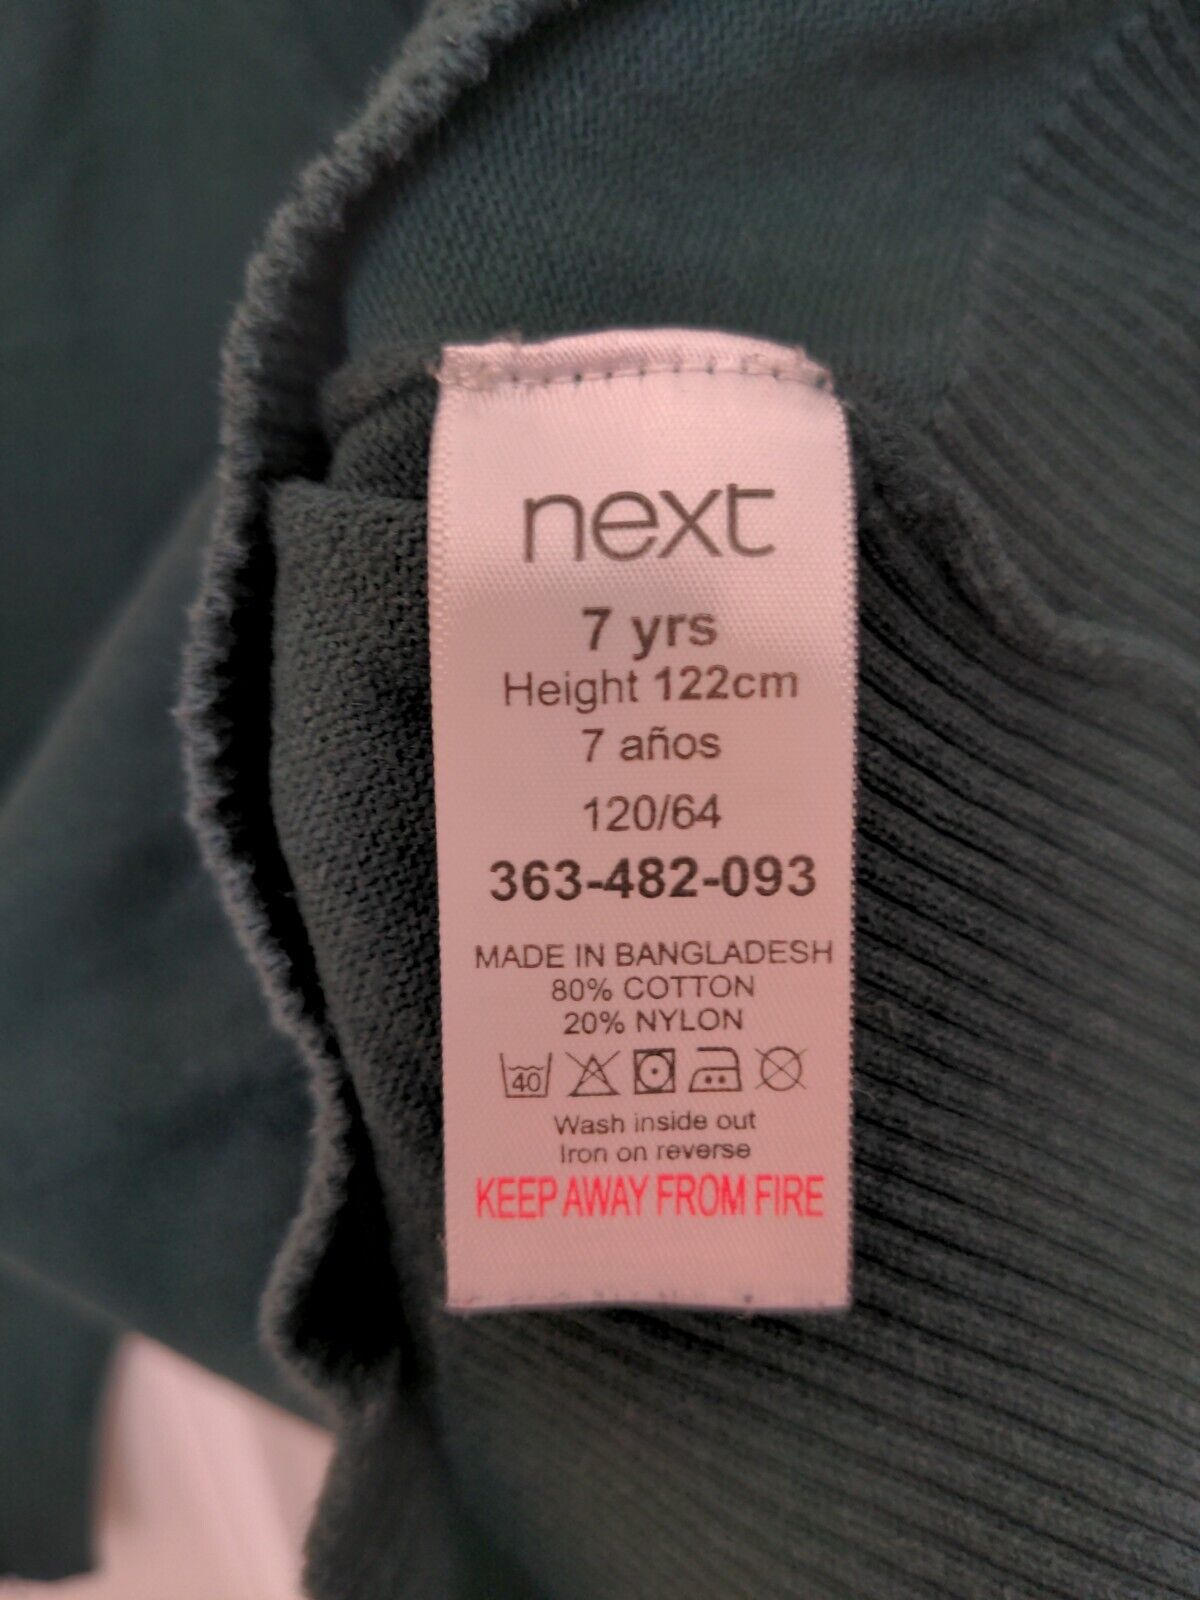 next
7 yrs
Height 122cm
7 años
120/64
363-482-093
MADE IN BANGLADESH
80% COTTON
20% NYLON
40
Wash inside out
Iron on reverse
KEEP AWAY FROM FIRE